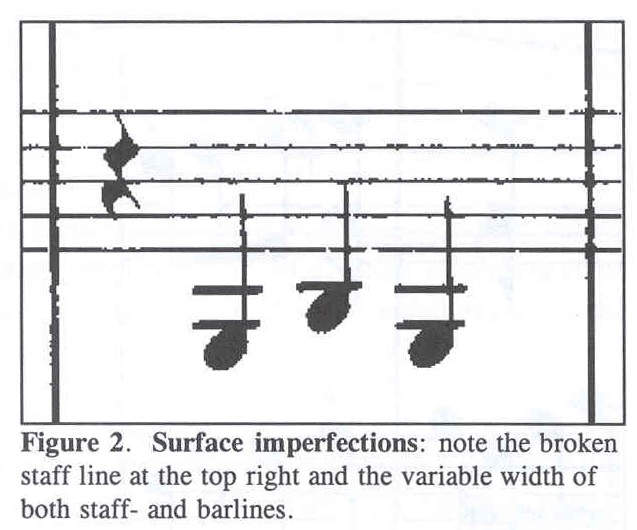 Figure 2. Surface imperfections: note the broken
staff line at the top right and the variable width of
both staff- and barlines.